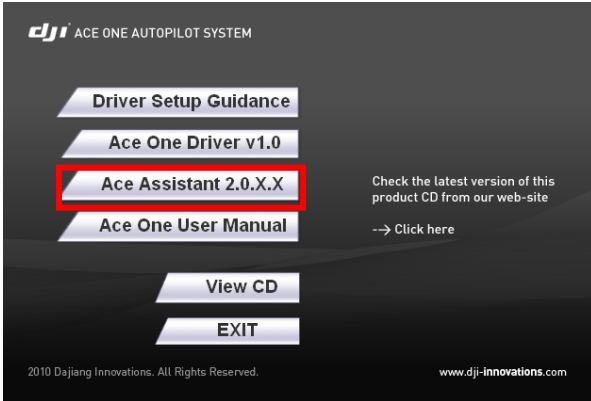 dji ACE ONE AUTOPILOT SYSTEM
Driver Setup Guidance
Ace One Driver v1.0
Ace Assistant 2.0.X.X
Ace One User Manual
Check the latest version of this
product CD from our web-site
--> Click here
View CD
EXIT
2010 Dajiang Innovations. All Rights Reserved.
www.dji-innovations.com